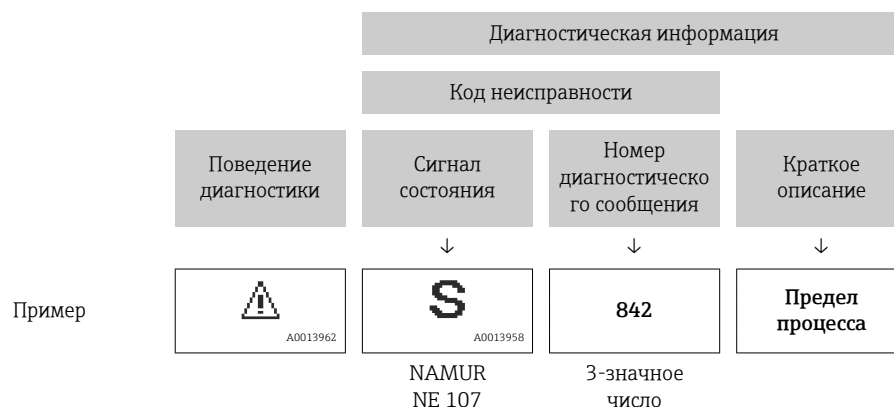 Диагностическая информация
Код неисправности
Поведение
диагностики
Сигнал
состояния
Номер
диагностическо
го сообщения
Краткое
описание
↓ ↓ ↓
Пример
A0013962
S
A0013958
842
Предел
процесса
NAMUR
NE 107
3-значное
число